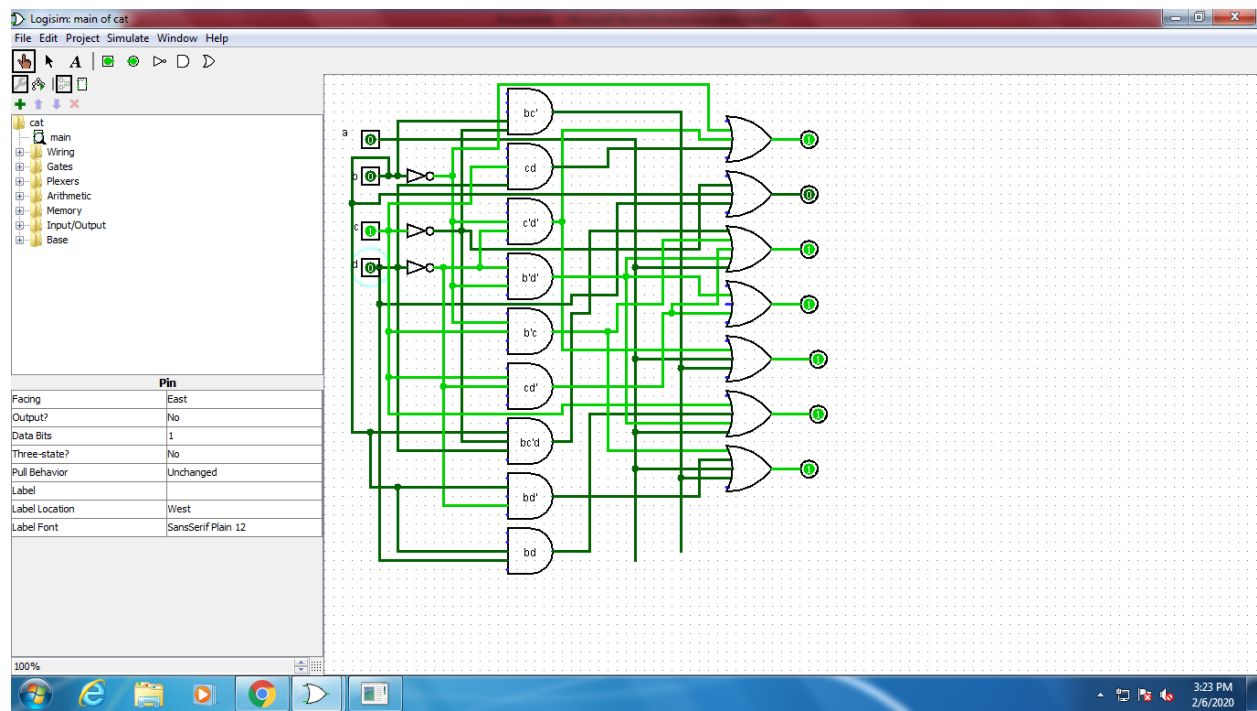 Logisim: main of cat
File Edit Project Simulate Window Help
cat
main
Wiring
Gates
Plexers
Arithmetic
Memory
Input/Output
Base
Pin
Facing East
Output? No
Data Bits 1
Three-state? No
Pull Behavior Unchanged
Label
Label Location West
Label Font SansSerif Plain 12
100%
a 0
b 0
c 1
d 0
bc'
cd
c'd'
b'd'
b'c
cd'
bc'd
bd'
bd
1
0
1
1
1
1
1
3:23 PM
2/6/2020